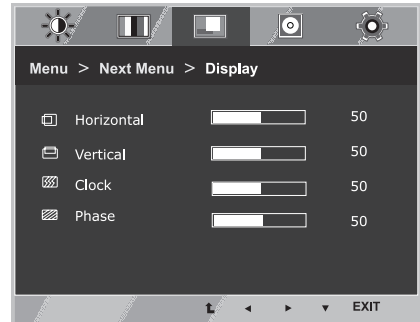 Menu > Next Menu > Display
Horizontal 50
Vertical 50
Clock 50
Phase 50
EXIT